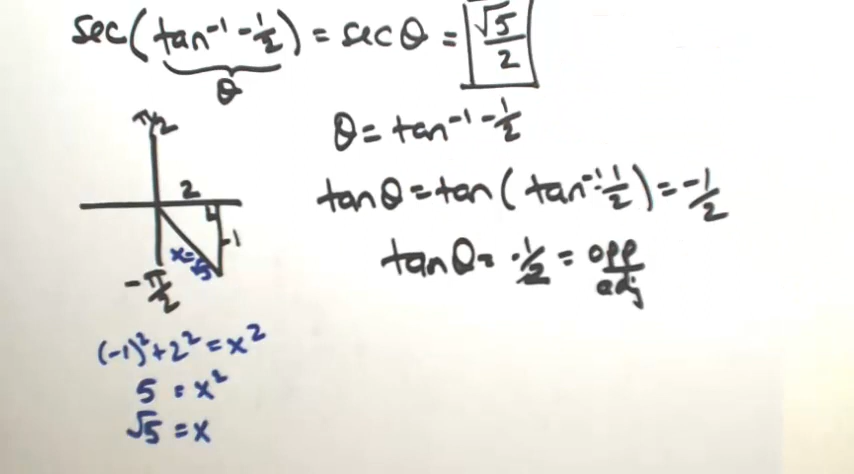 sec(tan⁻¹ -1/2) = sec θ = √5/2
θ
π/2
θ = tan⁻¹ -1/2
2
tan θ = tan(tan⁻¹ -1/2) = -1/2
-1
x=√5
tan θ = -1/2 = opp/adj
-π/2
(-1)² + 2² = x²
5 = x²
√5 = x